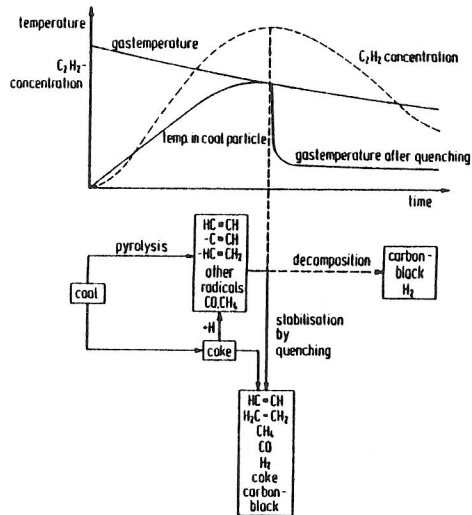 temperature
gastemperature
C₂H₂-
concentration
C₂H₂ concentration
Temp. in coal particle
gastemperature after quenching
time
HC≡CH
-C≡CH
-HC=CH₂
other
radicals
CO,CH₄
pyrolysis
decomposition
carbon-
black
H₂
coal
+H
coke
stabilisation
by
quenching
HC≡CH
H₂C=CH₂
CH₄
CO
H₂
coke
carbon-
black